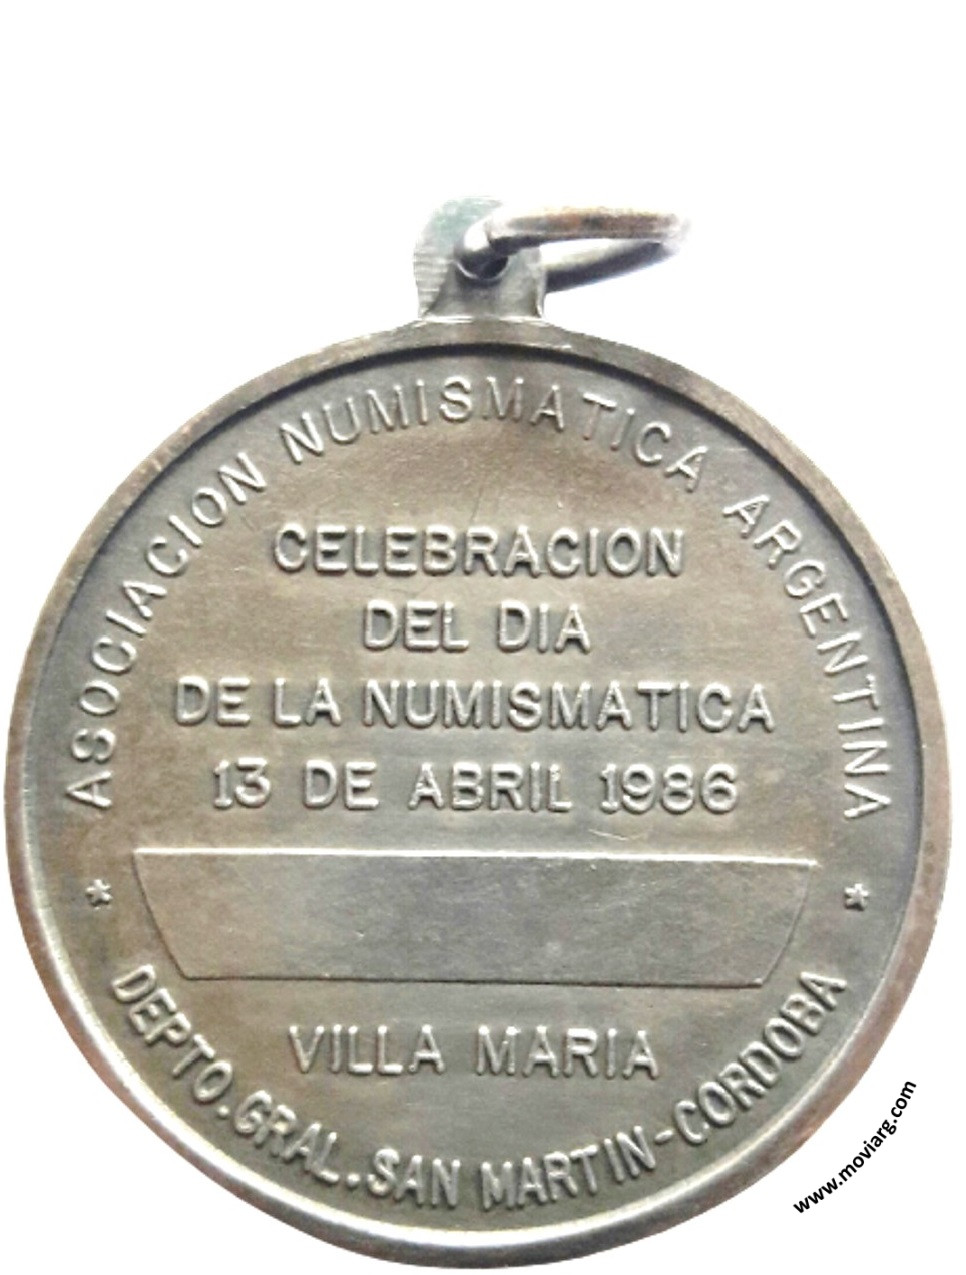 ASOCIACION NUMISMATICA ARGENTINA
CELEBRACION
DEL DIA
DE LA NUMISMATICA
13 DE ABRIL 1986
* *
VILLA MARIA
DEPTO. GRAL. SAN MARTIN-CORDOBA
www.moviarg.com